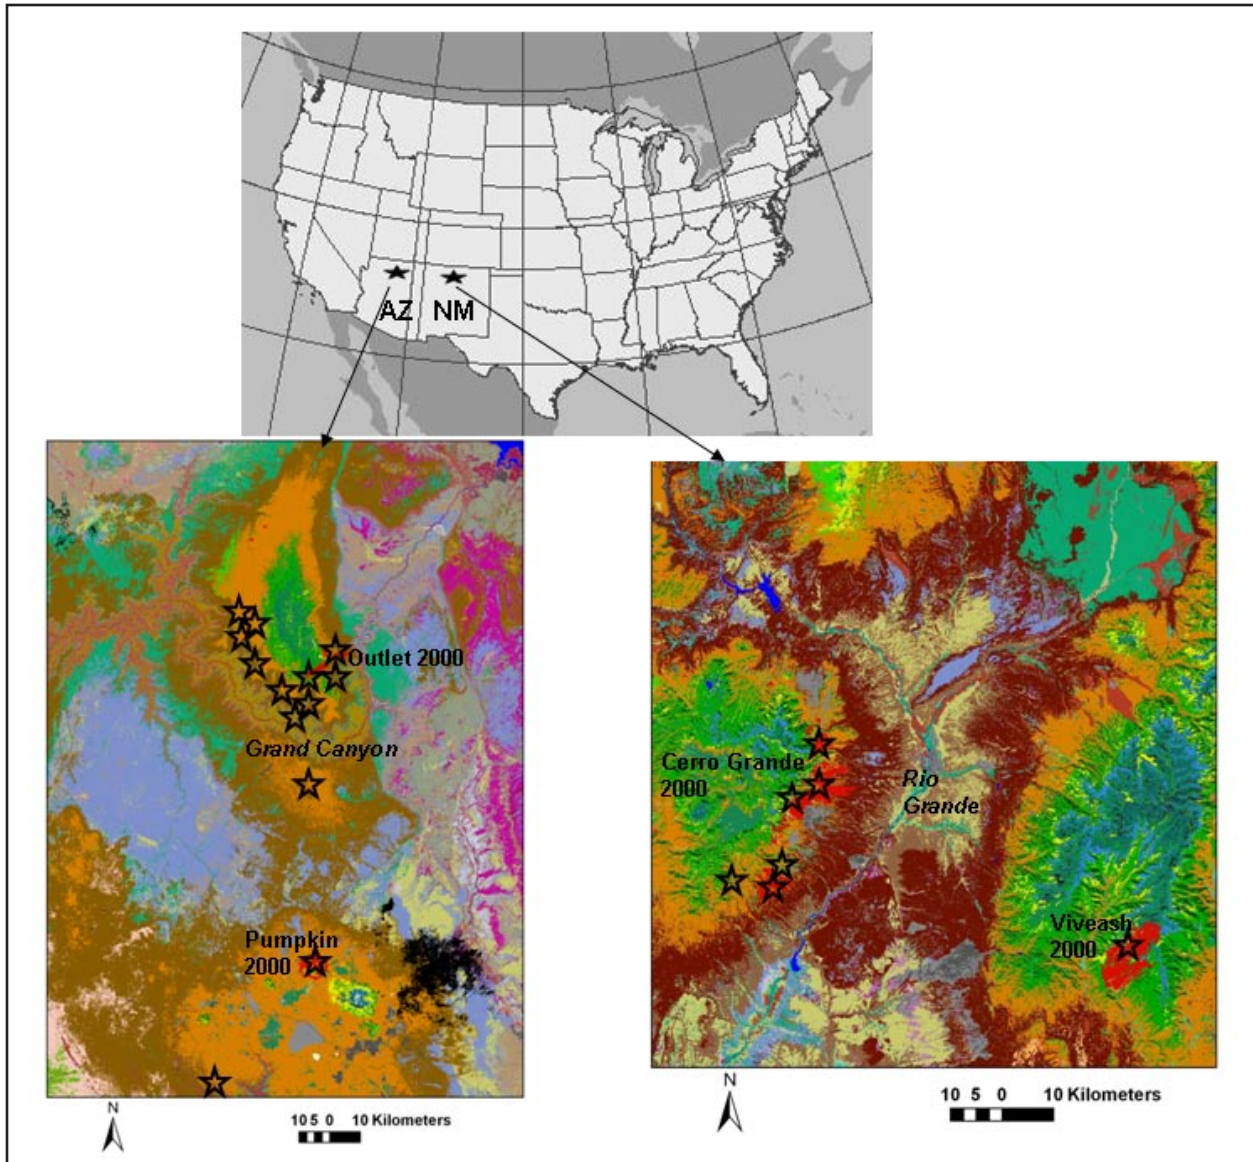 AZ NM
Outlet 2000
Grand Canyon
Pumpkin
2000
N
10 5 0 10 Kilometers
Cerro Grande
2000
Rio
Grande
Viveash
2000
N
10 5 0 10 Kilometers